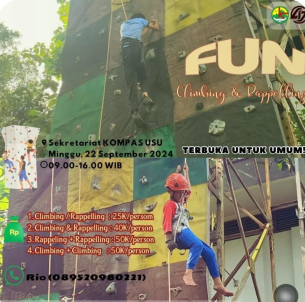 FUN
Climbing & Rappelling
Sekretariat KOMPAS USU
Minggu, 22 September 2024
09.00-16.00 WIB
TERBUKA UNTUK UMUM!
Rp
1. Climbing /Rappelling : 25K/person
2. Climbing & Rapelling : 40K/person
3. Rapeling + Rappelling : 50K/person
4. Climbing + Climbing : 50K/person
Rio (089520980221)